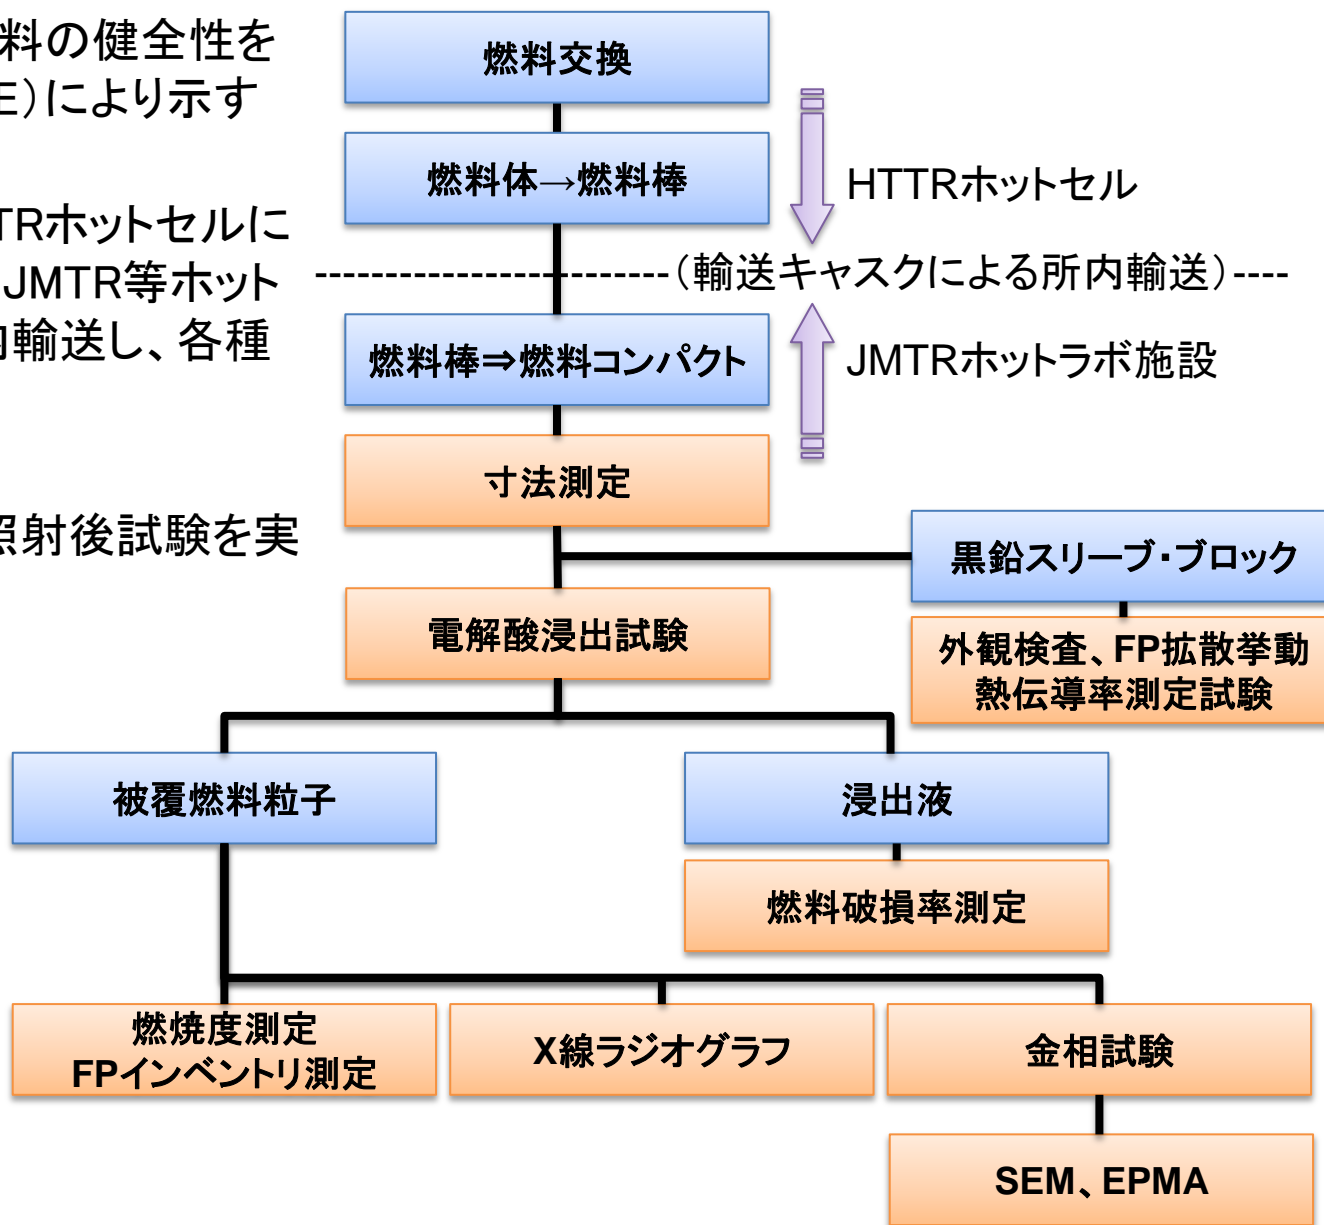 料の健全性を
E）により示す
TRホットセルに
JMTR等ホット
内輸送し、各種
照射後試験を実
燃料交換
燃料体→燃料棒
HTTRホットセル
（輸送キャスクによる所内輸送）
燃料棒⇒燃料コンパクト
JMTRホットラボ施設
寸法測定
黒鉛スリーブ・ブロック
外観検査、FP拡散挙動
熱伝導率測定試験
電解酸浸出試験
被覆燃料粒子
浸出液
燃料破損率測定
燃焼度測定
FPインベントリ測定
X線ラジオグラフ
金相試験
SEM、EPMA